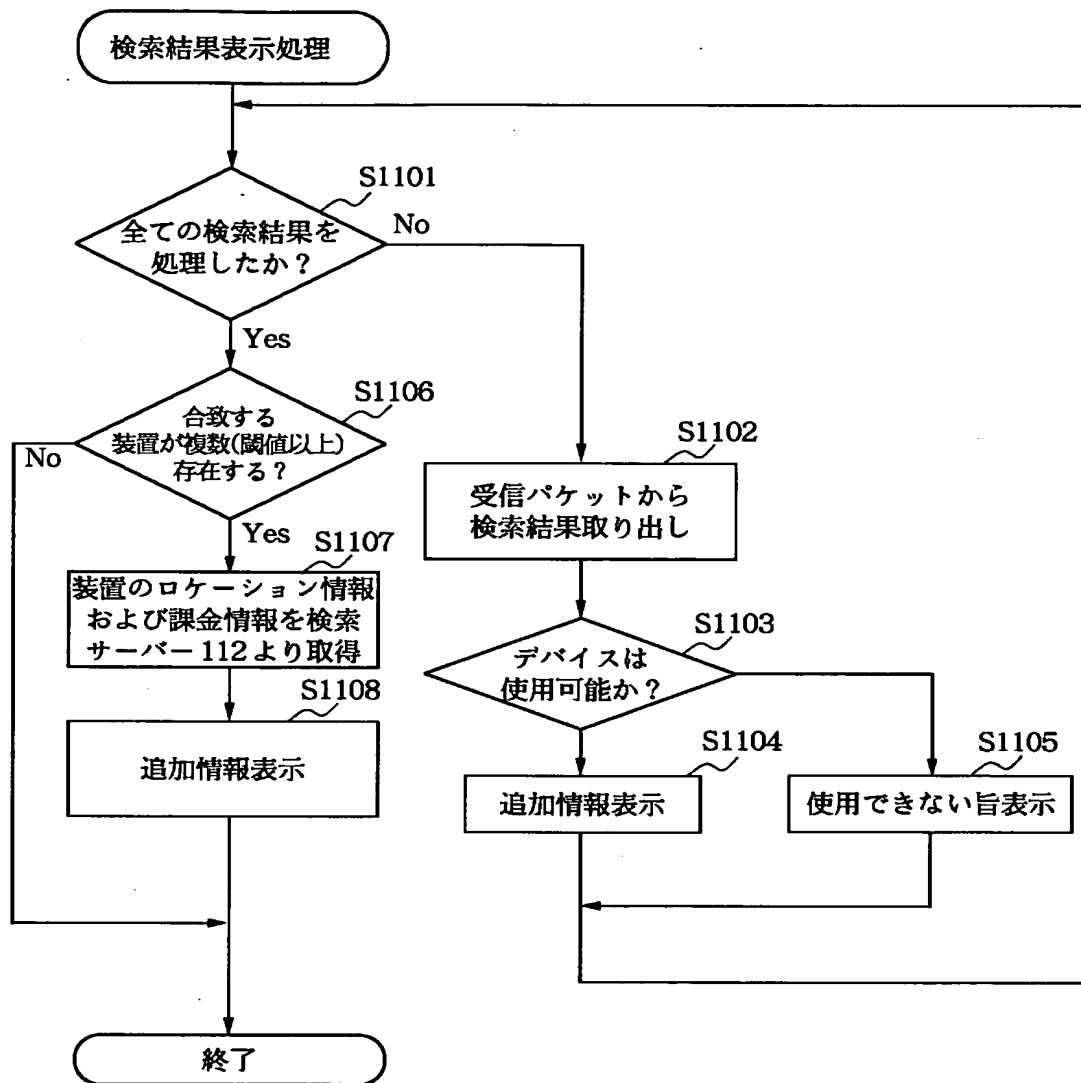 検索結果表示処理
S1101
全ての検索結果を
処理したか？
No
Yes
S1106
合致する
装置が複数(閾値以上)
存在する？
No
Yes
S1107
装置のロケーション情報
および課金情報を検索
サーバー112より取得
S1108
追加情報表示
S1102
受信パケットから
検索結果取り出し
S1103
デバイスは
使用可能か？
S1104
追加情報表示
S1105
使用できない旨表示
終了